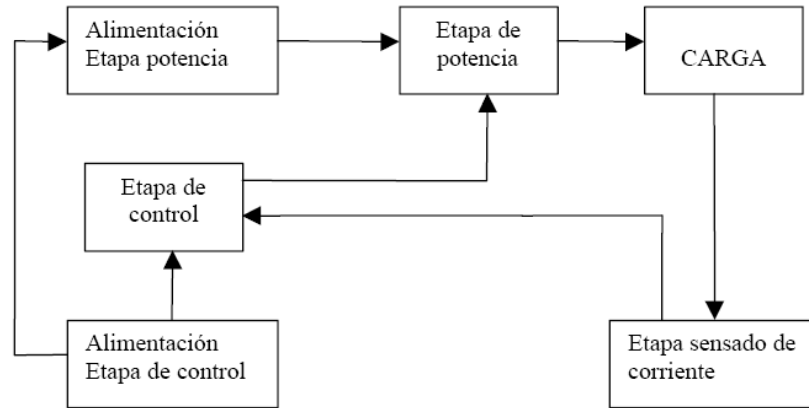 Alimentación
Etapa potencia
Etapa de
potencia
CARGA
Etapa de
control
Alimentación
Etapa de control
Etapa sensado de
corriente